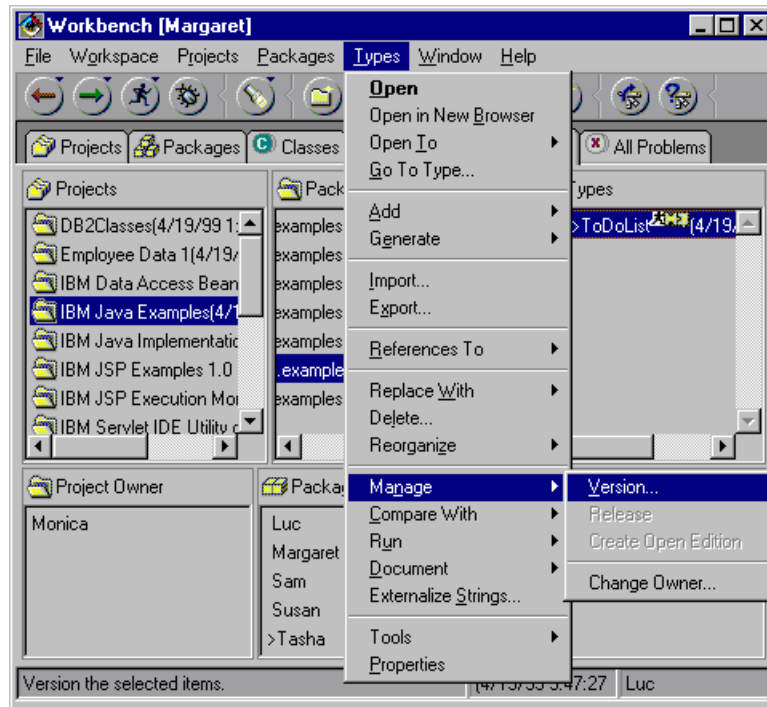 Workbench [Margaret]
File Workspace Projects Packages Types Window Help
Projects Packages Classes All Problems
Projects
DB2Classes(4/19/99 1:
Employee Data 1(4/19/
IBM Data Access Bean
IBM Java Examples(4/1
IBM Java Implementatio
IBM JSP Examples 1.0
IBM JSP Execution Mor
IBM Servlet IDE Utility c
Pack
examples
examples
examples
examples
examples
.example
examples
Types
>ToDoList (4/19/
Open
Open in New Browser
Open To
Go To Type...
Add
Generate
Import...
Export...
References To
Replace With
Delete...
Reorganize
Manage
Compare With
Run
Document
Externalize Strings...
Tools
Properties
Version...
Release
Create Open Edition
Change Owner...
Project Owner
Monica
Packa
Luc
Margaret
Sam
Susan
>Tasha
Version the selected items.
Luc